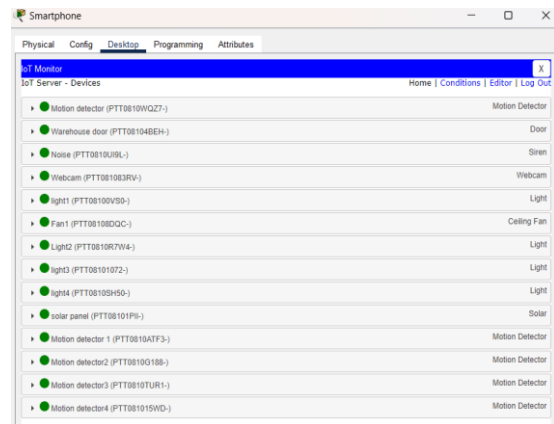 Smartphone
Physical Config Desktop Programming Attributes
IoT Monitor X
IoT Server - Devices Home | Conditions | Editor | Log Out
Motion detector (PTT0810WQZ7-) Motion Detector
Warehouse door (PTT08104BEH-) Door
Noise (PTT0810UI9L-) Siren
Webcam (PTT081083RV-) Webcam
light1 (PTT08100VS0-) Light
Fan1 (PTT08108DQC-) Ceiling Fan
Light2 (PTT0810R7W4-) Light
light3 (PTT08101072-) Light
light4 (PTT0810SH50-) Light
solar panel (PTT08101PII-) Solar
Motion detector 1 (PTT0810ATF3-) Motion Detector
Motion detector2 (PTT0810G188-) Motion Detector
Motion detector3 (PTT0810TUR1-) Motion Detector
Motion detector4 (PTT081015WD-) Motion Detector